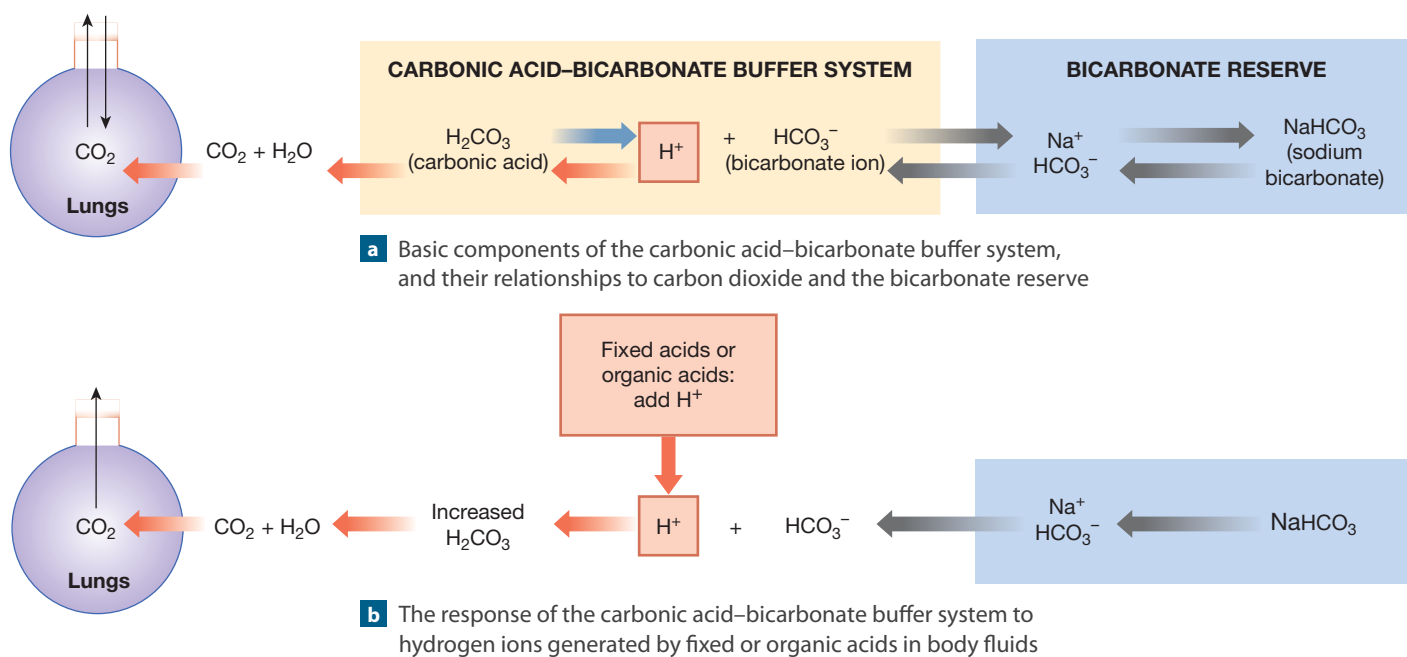 CARBONIC ACID–BICARBONATE BUFFER SYSTEM
BICARBONATE RESERVE
CO₂
Lungs
CO₂ + H₂O
H₂CO₃
(carbonic acid)
H⁺
+
HCO₃⁻
(bicarbonate ion)
Na⁺
HCO₃⁻
NaHCO₃
(sodium
bicarbonate)
a Basic components of the carbonic acid–bicarbonate buffer system,
and their relationships to carbon dioxide and the bicarbonate reserve
Fixed acids or
organic acids:
add H⁺
CO₂
Lungs
CO₂ + H₂O
Increased
H₂CO₃
H⁺
+
HCO₃⁻
Na⁺
HCO₃⁻
NaHCO₃
b The response of the carbonic acid–bicarbonate buffer system to
hydrogen ions generated by fixed or organic acids in body fluids